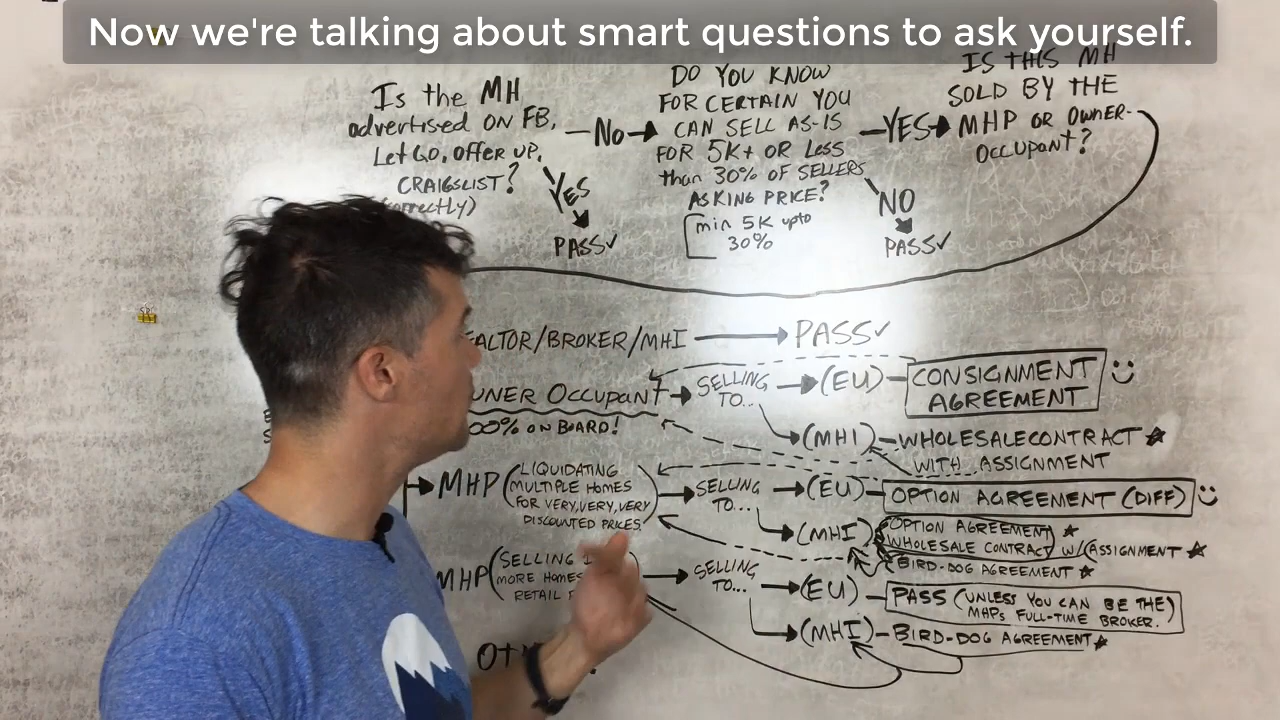 Now we're talking about smart questions to ask yourself.
Is the MH
advertised ON FB,
Let GO, OFFER UP,
CRAIGSLIST?
YES
PASS✓
No
DO YOU KNOW
FOR CERTAIN YOU
CAN SELL AS-IS
FOR 5K+ OR Less
than 30% OF SELLERS
ASKING PRICE?
min 5K upto
30%
NO
PASS✓
YES
IS THIS MH
SOLD BY THE
MHP OR OWNER-
OCCUPANT?
/BROKER/MHI
PASS✓
OCCUPANT
% ON BOARD!
SELLING
TO...
(EU)
CONSIGNMENT
AGREEMENT
(MHI)
WHOLESALE CONTRACT
WITH ASSIGNMENT
MHP (LIQUIDATING
MULTIPLE HOMES
FOR VERY, VERY, VERY
DISCOUNTED PRICES)
SELLING
TO...
(EU)
OPTION AGREEMENT (DIFF)
(MHI)
OPTION AGREEMENT
WHOLESALE CONTRACT W/ ASSIGNMENT
BIRD-DOG AGREEMENT
MHP (SELLING
MORE HOMES
RETAIL
SELLING
TO...
(EU)
PASS (UNLESS YOU CAN BE THE)
MHPs FULL-TIME BROKER.
(MHI)
BIRD-DOG AGREEMENT